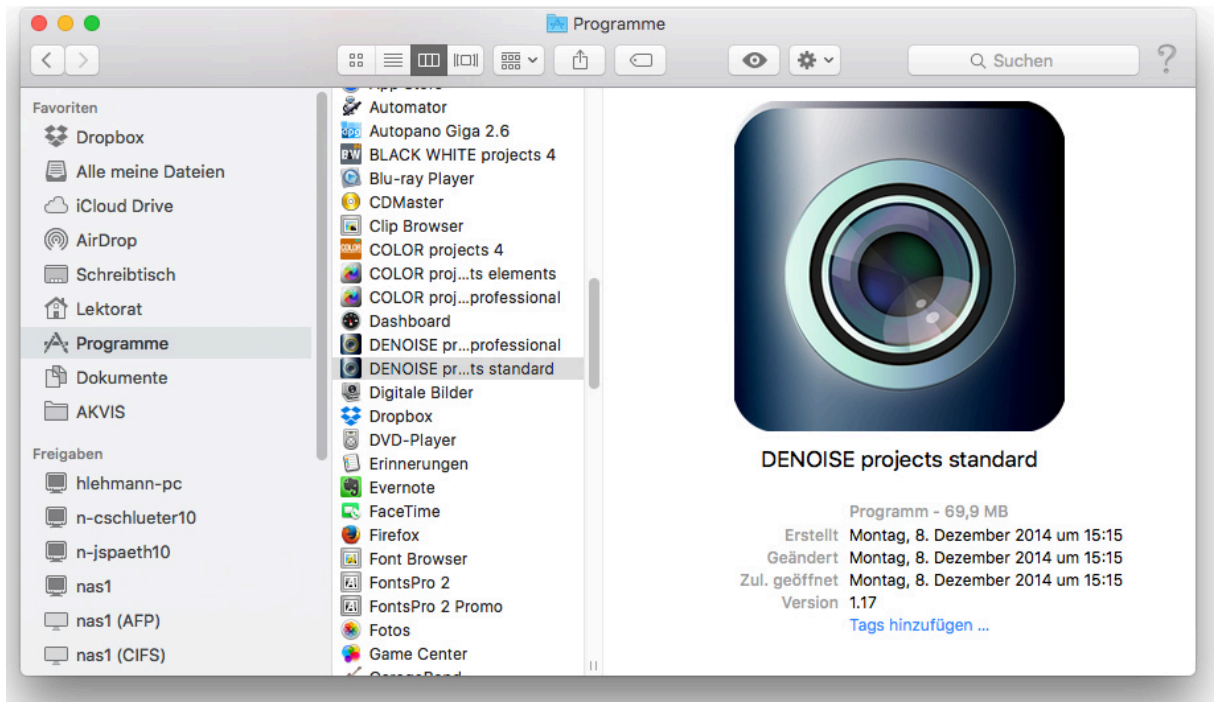 Programme
Suchen
?
Favoriten
Dropbox
Alle meine Dateien
iCloud Drive
AirDrop
Schreibtisch
Lektorat
Programme
Dokumente
AKVIS
Freigaben
hlehmann-pc
n-cschlueter10
n-jspaeth10
nas1
nas1 (AFP)
nas1 (CIFS)
App Store
Automator
Autopano Giga 2.6
BLACK WHITE projects 4
Blu-ray Player
CDMaster
Clip Browser
COLOR projects 4
COLOR proj...ts elements
COLOR proj...professional
Dashboard
DENOISE pr...professional
DENOISE pr...ts standard
Digitale Bilder
Dropbox
DVD-Player
Erinnerungen
Evernote
FaceTime
Firefox
Font Browser
FontsPro 2
FontsPro 2 Promo
Fotos
Game Center
GarageBand
DENOISE projects standard
Programm - 69,9 MB
Erstellt Montag, 8. Dezember 2014 um 15:15
Geändert Montag, 8. Dezember 2014 um 15:15
Zul. geöffnet Montag, 8. Dezember 2014 um 15:15
Version 1.17
Tags hinzufügen ...